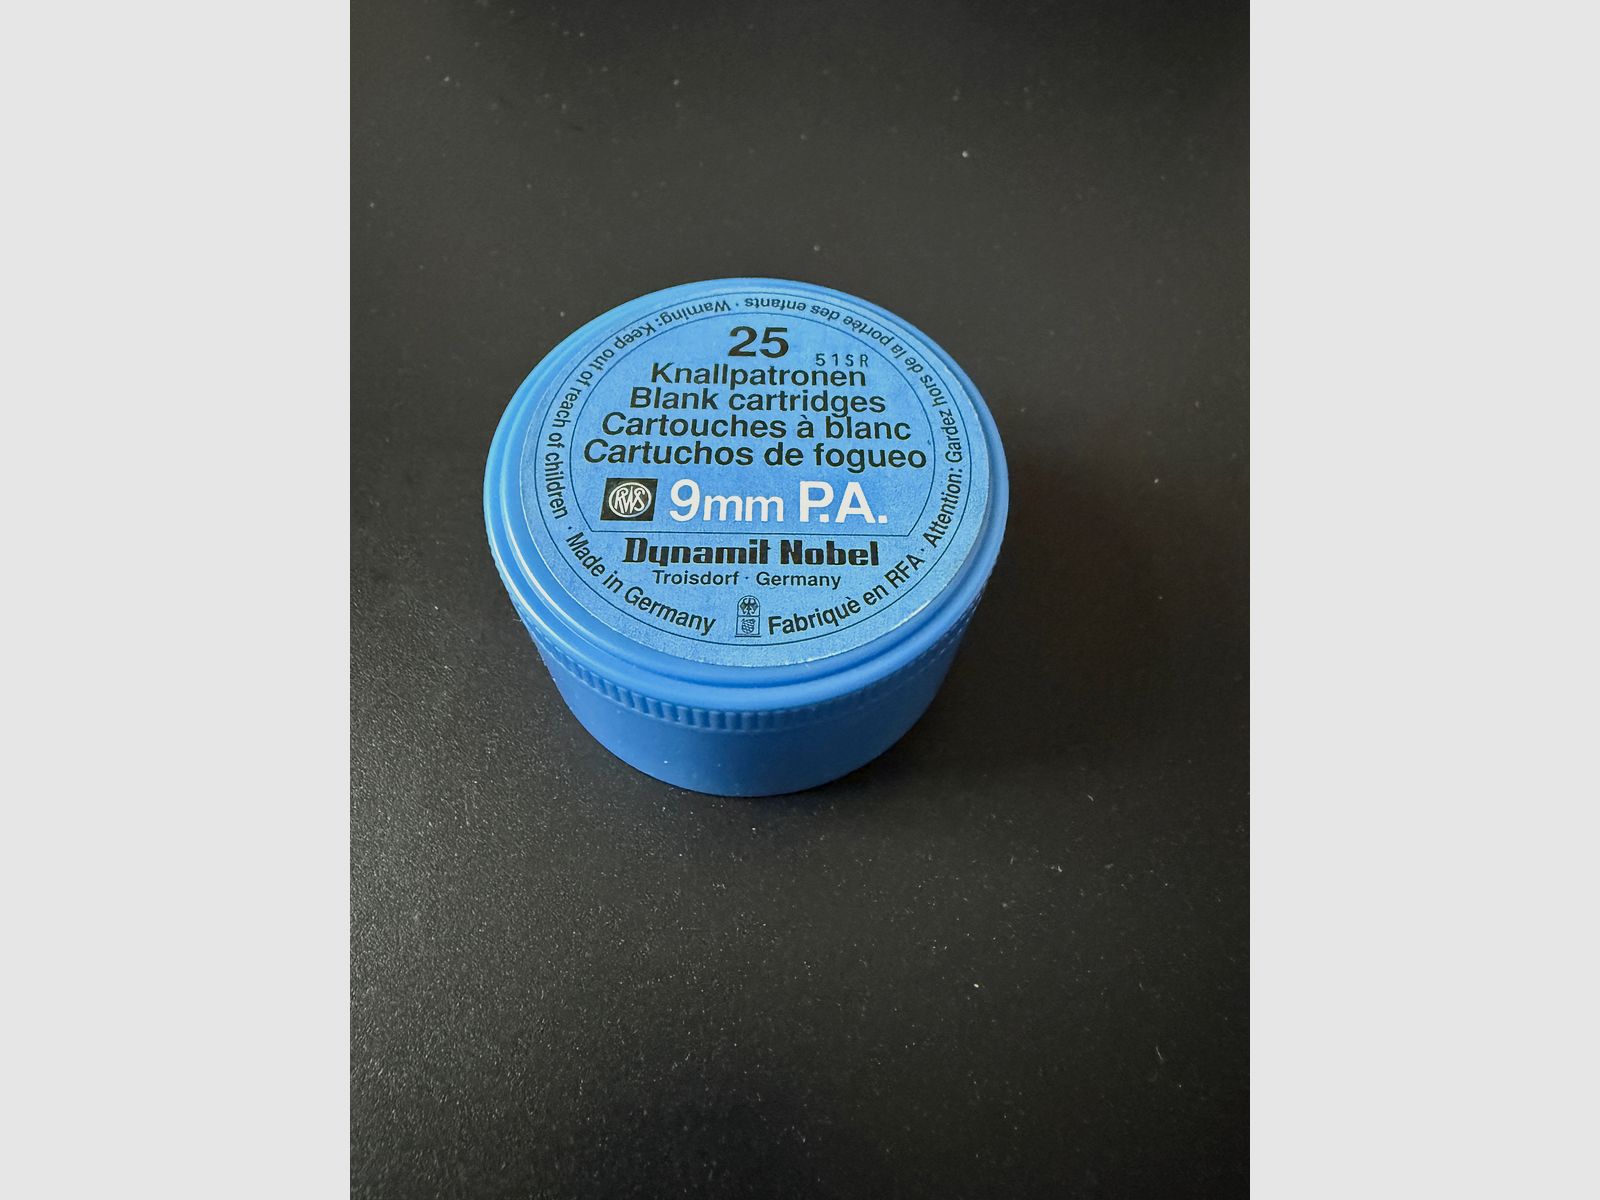 25
51SR
Knallpatronen
Blank cartridges
Cartouches à blanc
Cartuchos de fogueo
RWS 9mm P.A.
Dynamit Nobel
Troisdorf · Germany
Warning: Keep out of reach of children · Made in Germany
Fabriquè en RFA · Attention: Gardez hors de la portée des enfants ·